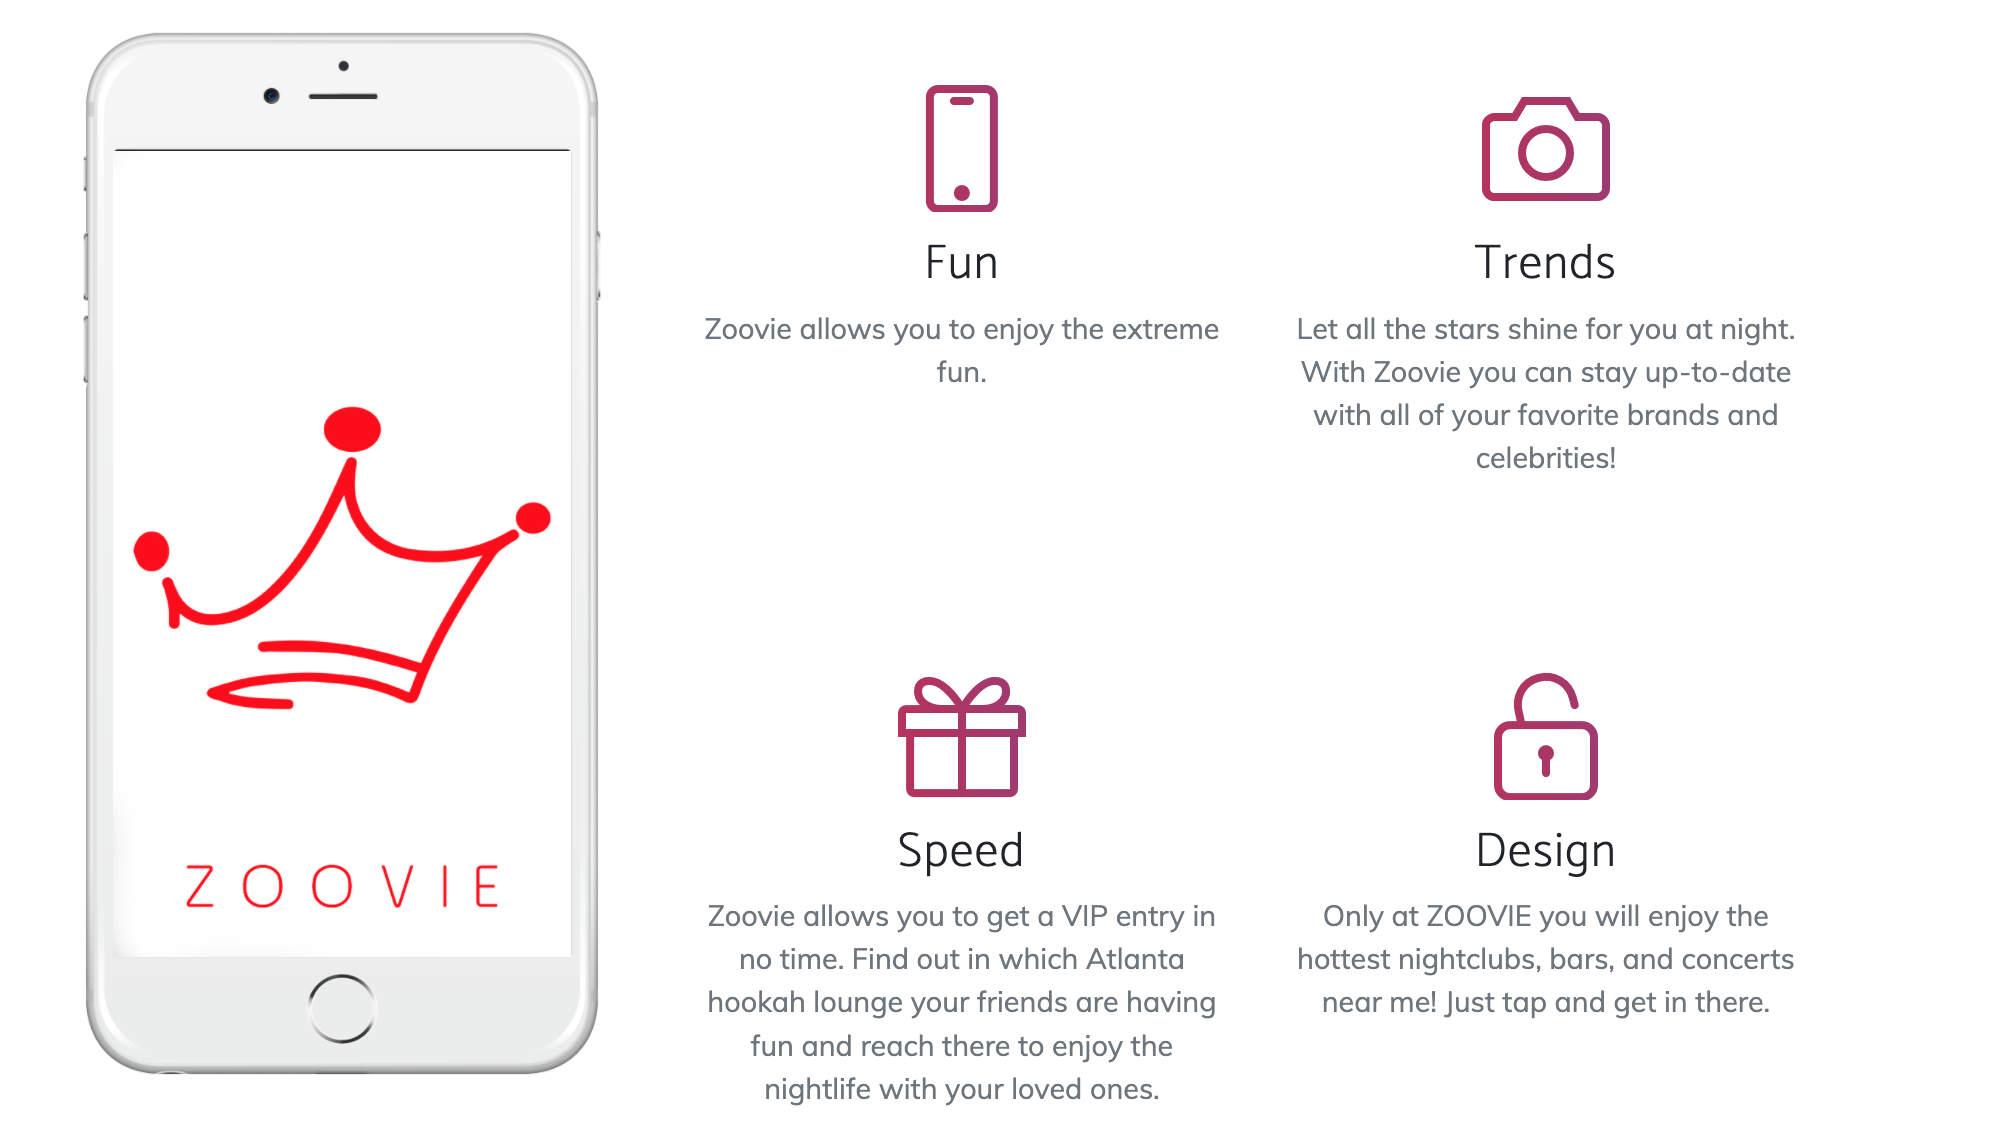 ZOOVIE
Fun
Zoovie allows you to enjoy the extreme
fun.
Trends
Let all the stars shine for you at night.
With Zoovie you can stay up-to-date
with all of your favorite brands and
celebrities!
Speed
Zoovie allows you to get a VIP entry in
no time. Find out in which Atlanta
hookah lounge your friends are having
fun and reach there to enjoy the
nightlife with your loved ones.
Design
Only at ZOOVIE you will enjoy the
hottest nightclubs, bars, and concerts
near me! Just tap and get in there.